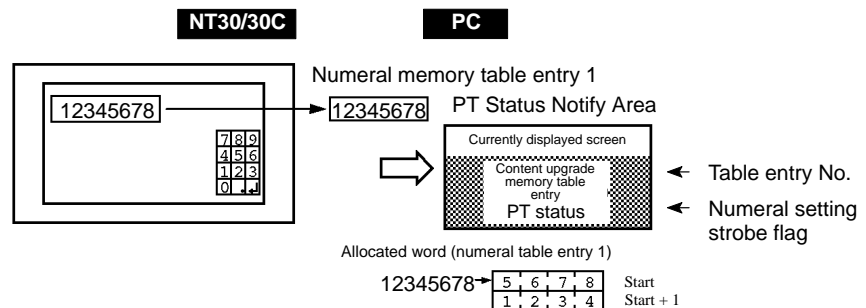 NT30/30C
PC
Numeral memory table entry 1
12345678
12345678
PT Status Notify Area
7 8 9
4 5 6
1 2 3
0 . ↵
Currently displayed screen
Content upgrade
memory table
entry
PT status
Table entry No.
Numeral setting
strobe flag
Allocated word (numeral table entry 1)
12345678
5 6 7 8
Start
1 2 3 4
Start + 1